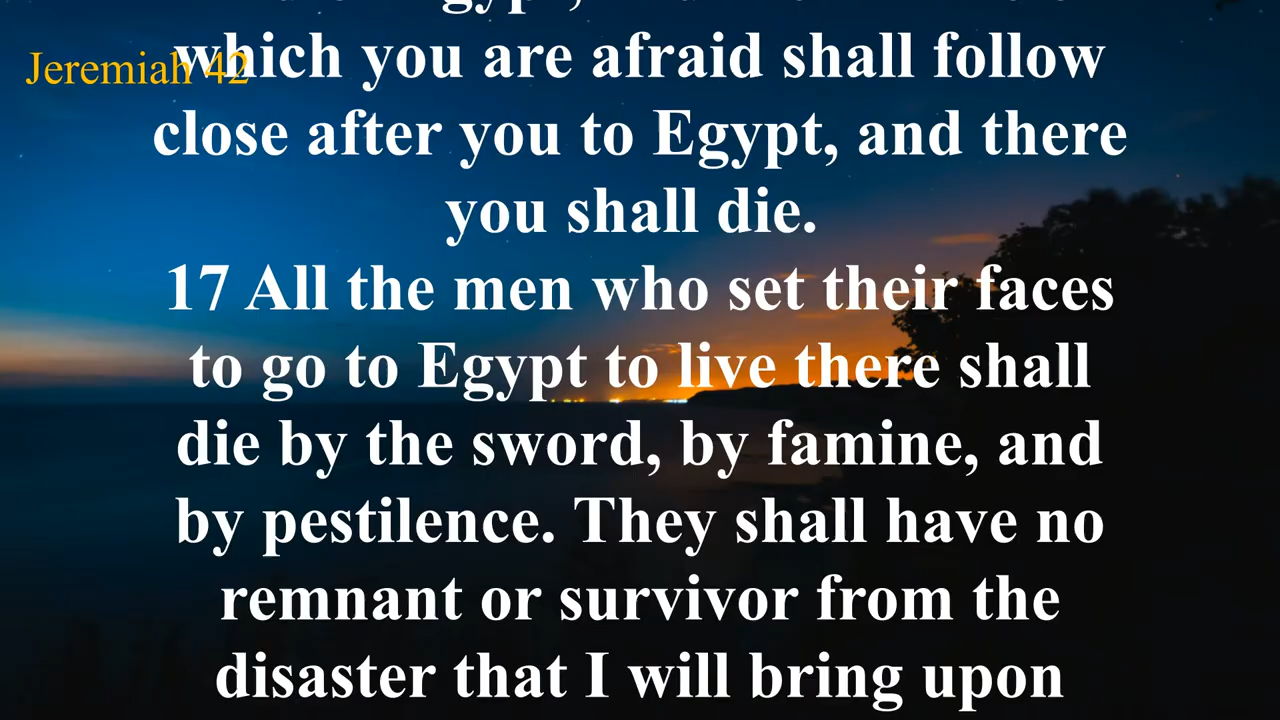 Jeremiah 42
which you are afraid shall follow
close after you to Egypt, and there
you shall die.
17 All the men who set their faces
to go to Egypt to live there shall
die by the sword, by famine, and
by pestilence. They shall have no
remnant or survivor from the
disaster that I will bring upon